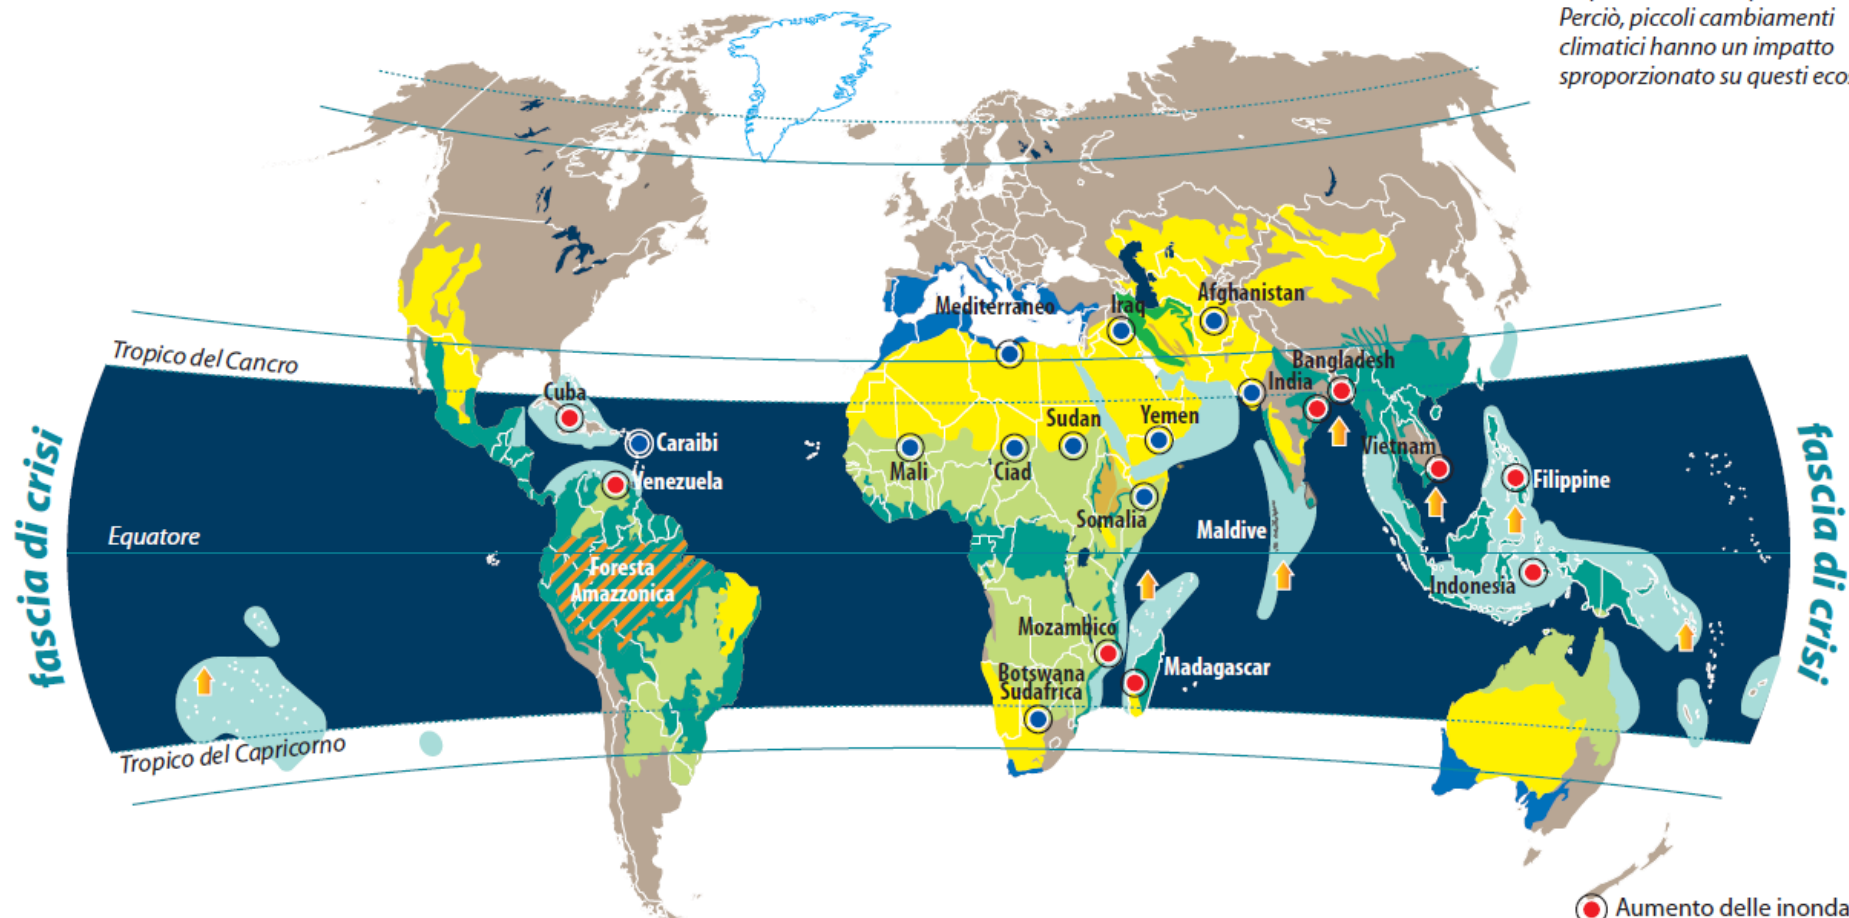 Perciò, piccoli cambiamenti
climatici hanno un impatto
sproporzionato su questi
Afghanistan
Mediterraneo
Iraq
Tropico del Cancro
Bangladesh
Cuba
India
Sudan
Yemen
Caraibi
Vietnam
Mali
Ciad
Venezuela
Filippine
Somalia
Equatore
Maldive
fascia di crisi
fascia di crisi
Foresta
Amazzonica
Indonesia
Mozambico
Botswana
Sudafrica
Madagascar
Tropico del Capricorno
Aumento delle